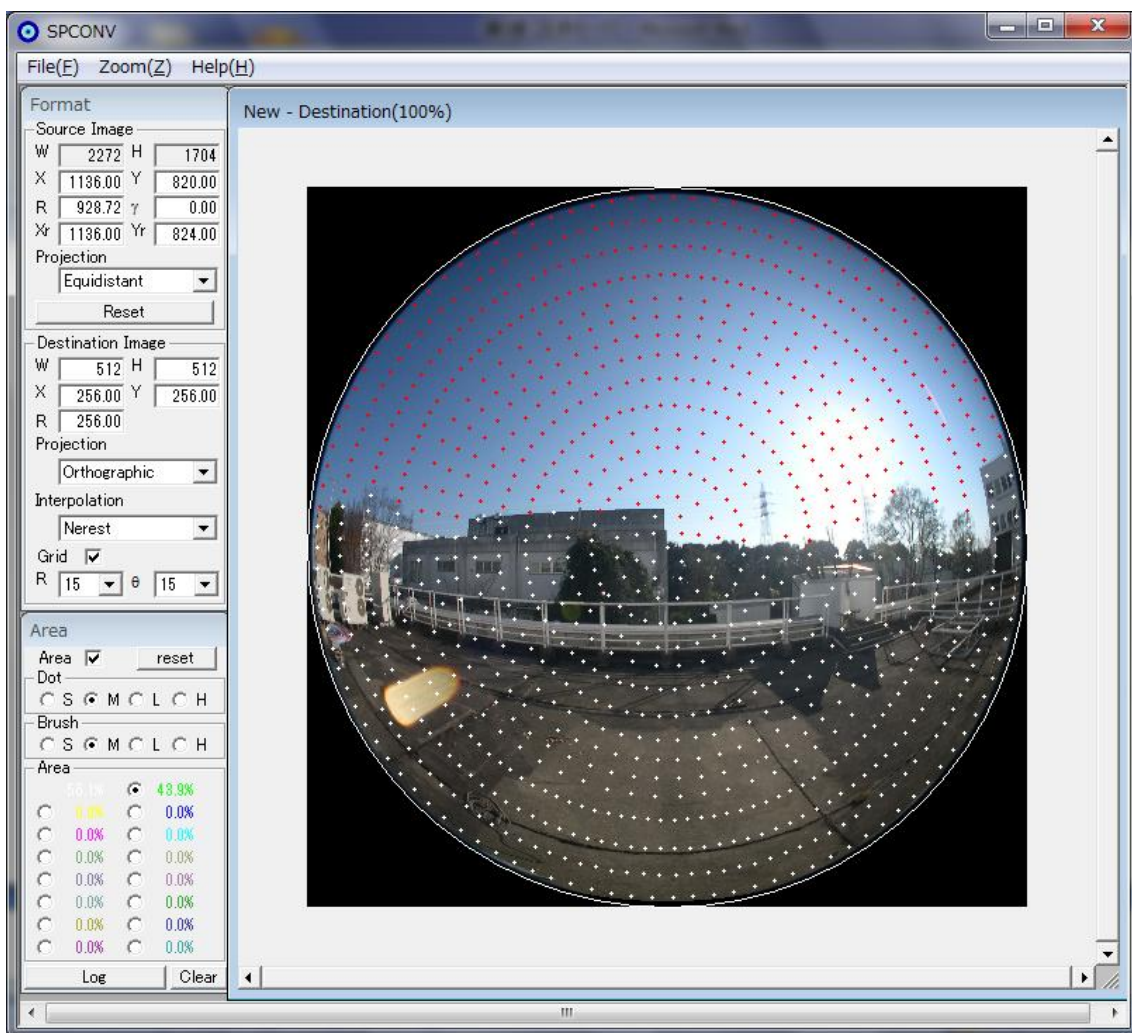 SPCONV
File(F) Zoom(Z) Help(H)
Format
Source Image
W 2272 H 1704
X 1136.00 Y 820.00
R 928.72 γ 0.00
Xr 1136.00 Yr 824.00
Projection
Equidistant
Reset
Destination Image
W 512 H 512
X 256.00 Y 256.00
R 256.00
Projection
Orthographic
Interpolation
Nerest
Grid
R 15 θ 15
Area
Area reset
Dot
S M L H
Brush
S M L H
Area
56.1% 43.9%
0.0% 0.0%
0.0% 0.0%
0.0% 0.0%
0.0% 0.0%
0.0% 0.0%
0.0% 0.0%
0.0% 0.0%
Log Clear
New - Destination(100%)